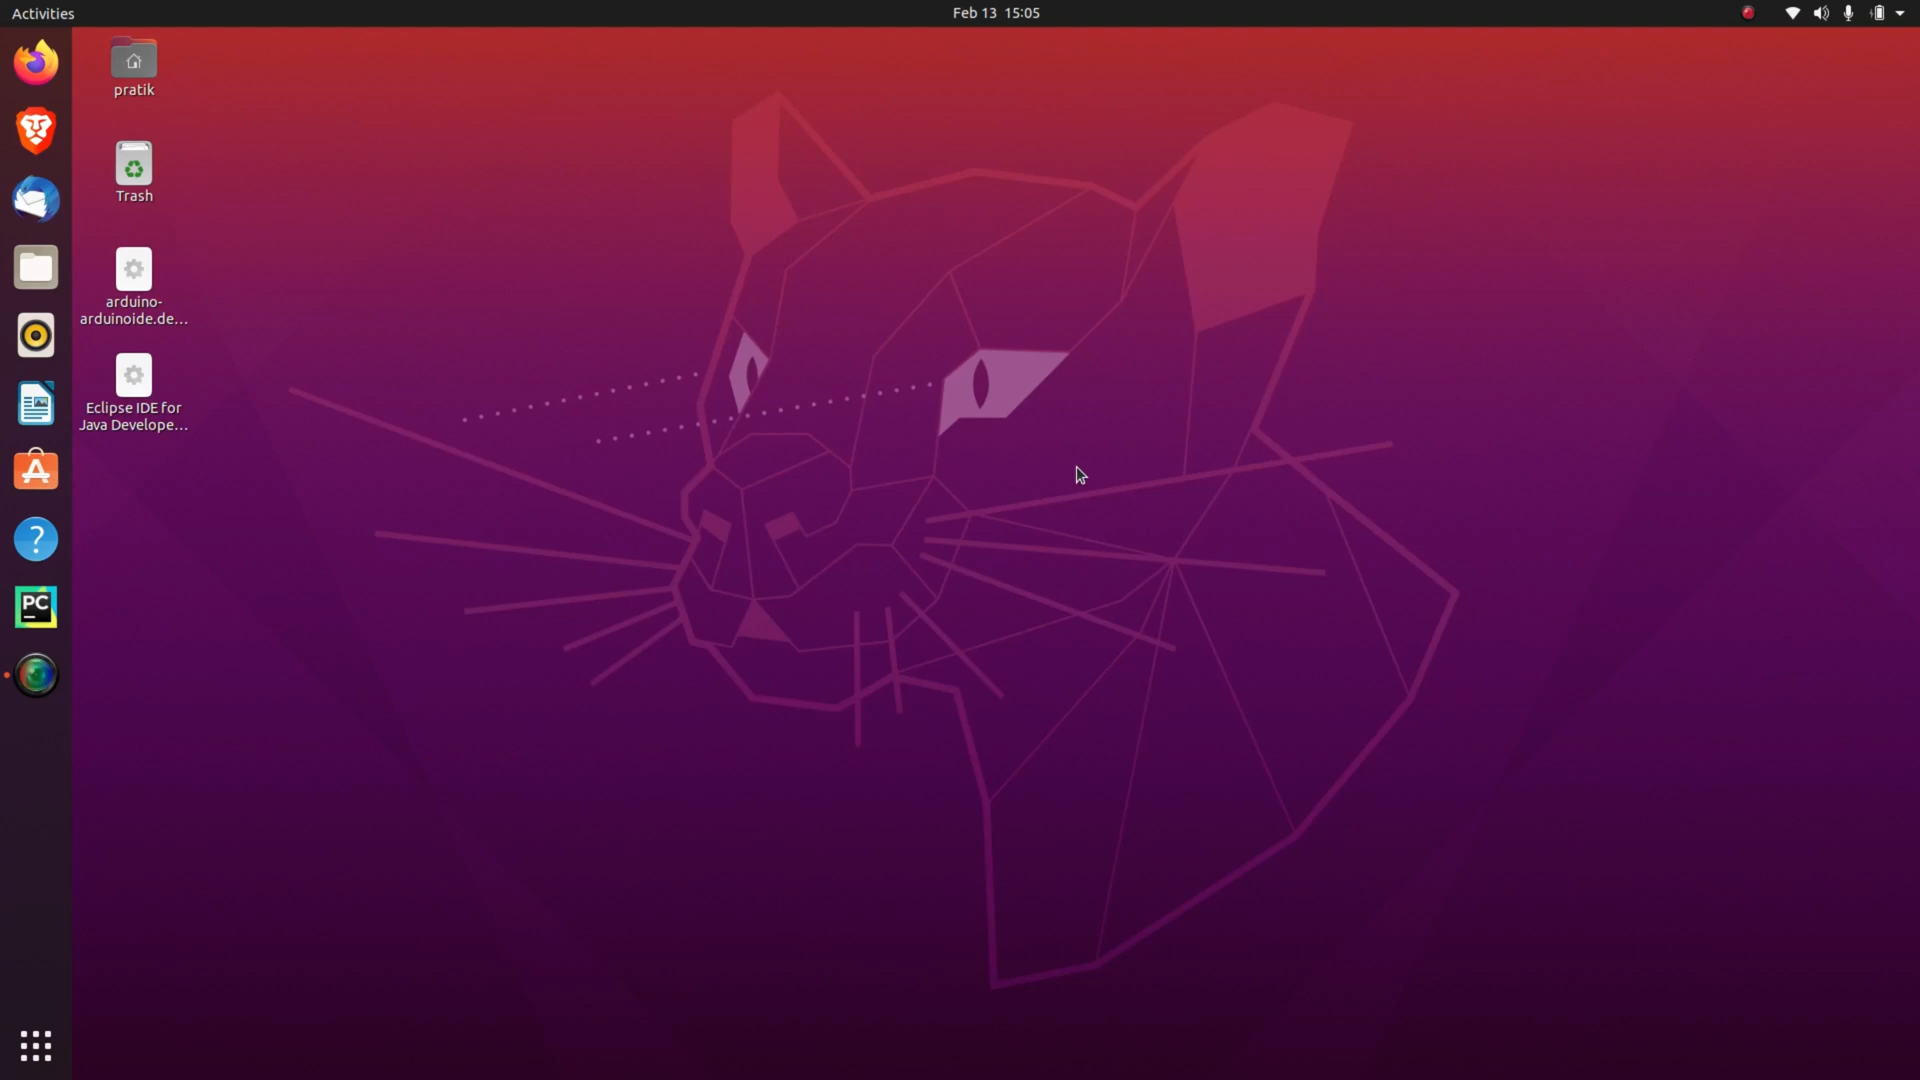 Activities
Feb 13 15:05
pratik
Trash
arduino-
arduinoide.de...
Eclipse IDE for
Java Develope...
?
PC